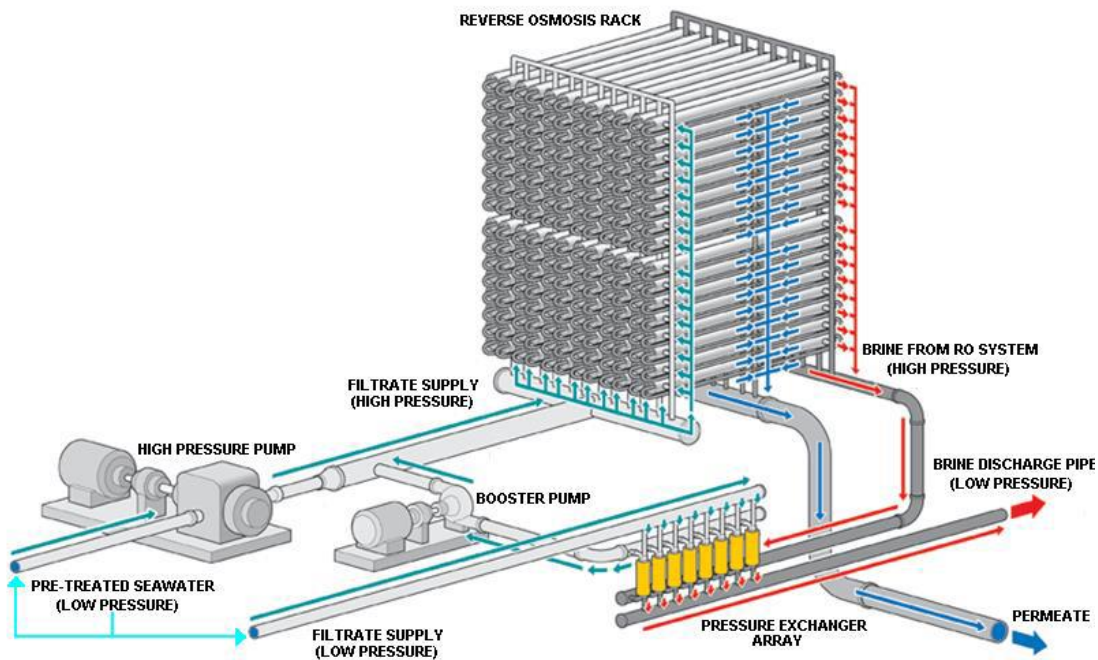 REVERSE OSMOSIS RACK
BRINE FROM RO SYSTEM
(HIGH PRESSURE)
FILTRATE SUPPLY
(HIGH PRESSURE)
HIGH PRESSURE PUMP
BRINE DISCHARGE PIPE
(LOW PRESSURE)
BOOSTER PUMP
PRE-TREATED SEAWATER
(LOW PRESSURE)
FILTRATE SUPPLY
(LOW PRESSURE)
PRESSURE EXCHANGER
ARRAY
PERMEATE